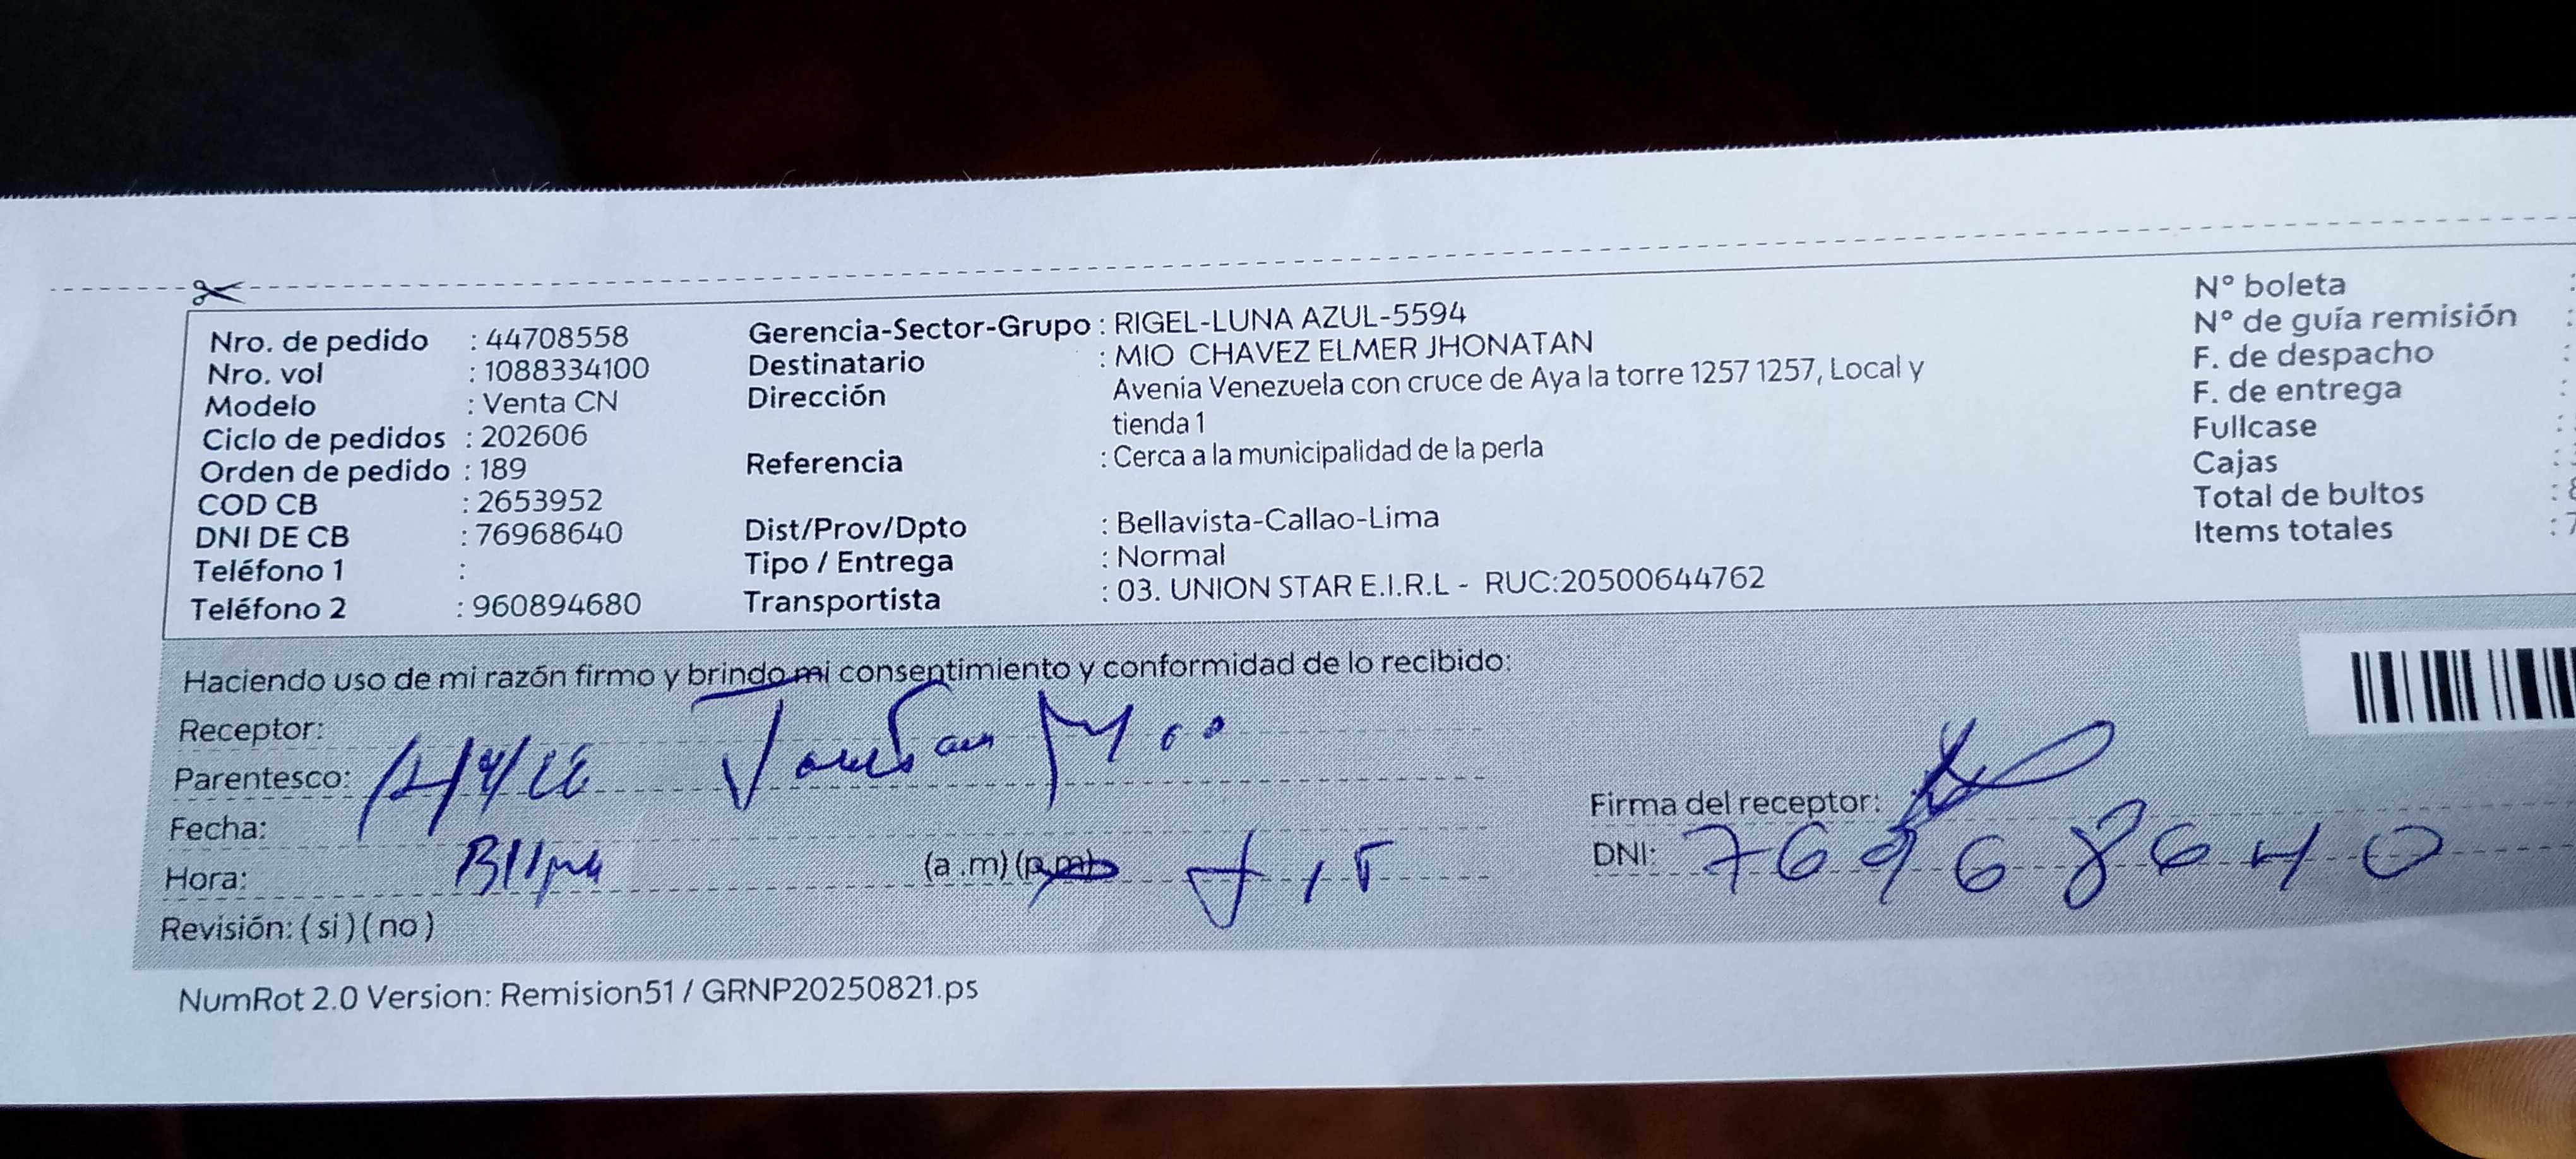 Nro. de pedido : 44708558
Nro. vol : 1088334100
Modelo : Venta CN
Ciclo de pedidos : 202606
Orden de pedido : 189
COD CB : 2653952
DNI DE CB : 76968640
Teléfono 1 :
Teléfono 2 : 960894680
Gerencia-Sector-Grupo : RIGEL-LUNA AZUL-5594
Destinatario : MIO CHAVEZ ELMER JHONATAN
Dirección Avenia Venezuela con cruce de Aya la torre 1257 1257, Local y
tienda 1
Referencia : Cerca a la municipalidad de la perla
Dist/Prov/Dpto : Bellavista-Callao-Lima
Tipo / Entrega : Normal
Transportista : 03. UNION STAR E.I.R.L - RUC:20500644762
N° boleta :
N° de guía remisión :
F. de despacho :
F. de entrega :
Fullcase :
Cajas :
Total de bultos :
Items totales :
Haciendo uso de mi razón firmo y brindo mi consentimiento y conformidad de lo recibido:
Receptor:
Parentesco:
Fecha:
Hora: (a.m) (p.m)
Revisión: (si) (no)
Firma del receptor:
DNI: 76968640
NumRot 2.0 Version: Remision51 / GRNP20250821.ps